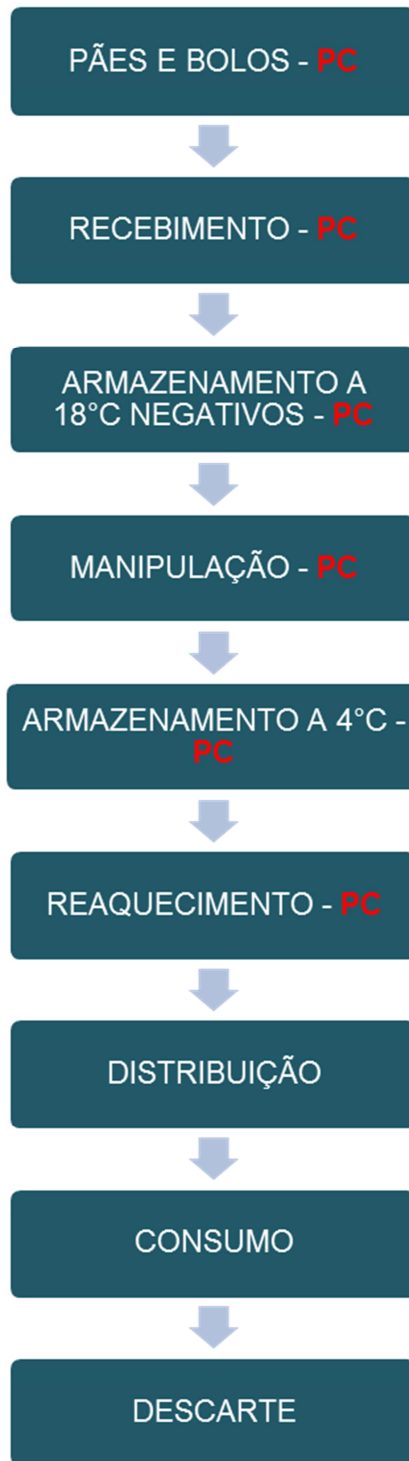 PÃES E BOLOS - PC
RECEBIMENTO - PC
ARMAZENAMENTO A
18°C NEGATIVOS - PC
MANIPULAÇÃO - PC
ARMAZENAMENTO A 4°C -
PC
REAQUECIMENTO - PC
DISTRIBUIÇÃO
CONSUMO
DESCARTE